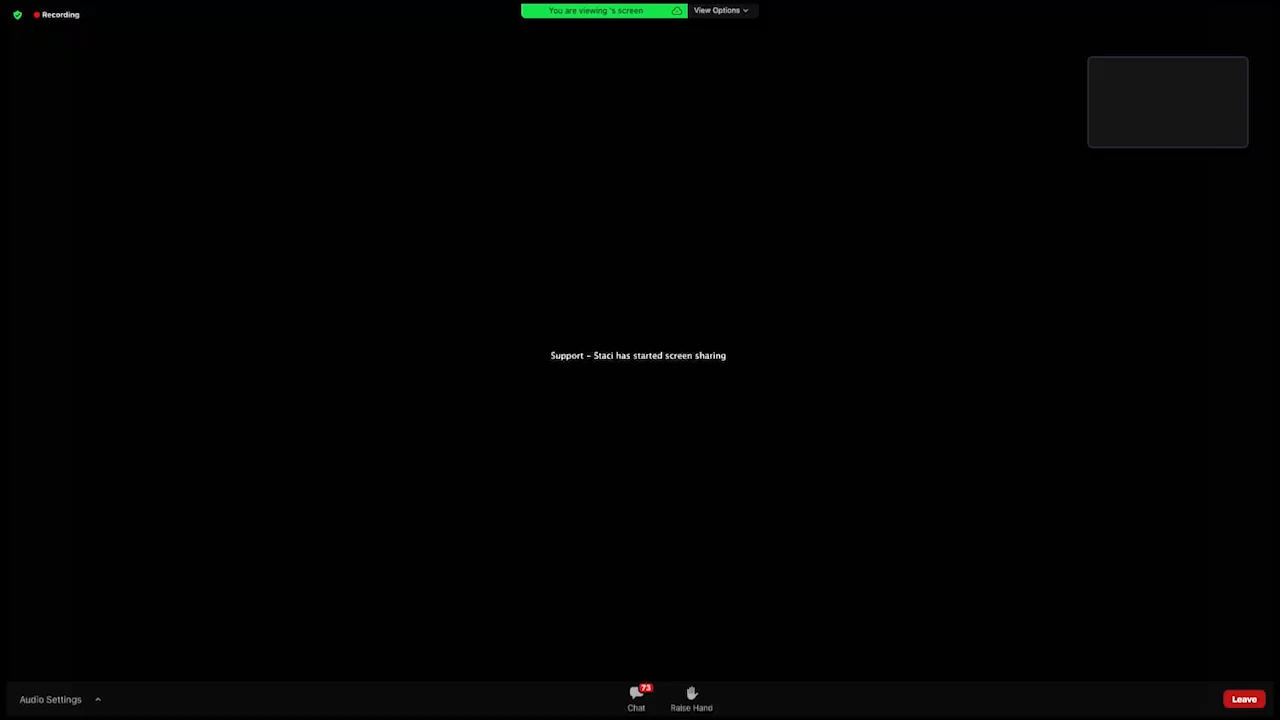 Recording
You are viewing 's screen
View Options
Support - Staci has started screen sharing
Audio Settings
73
Chat
Raise Hand
Leave